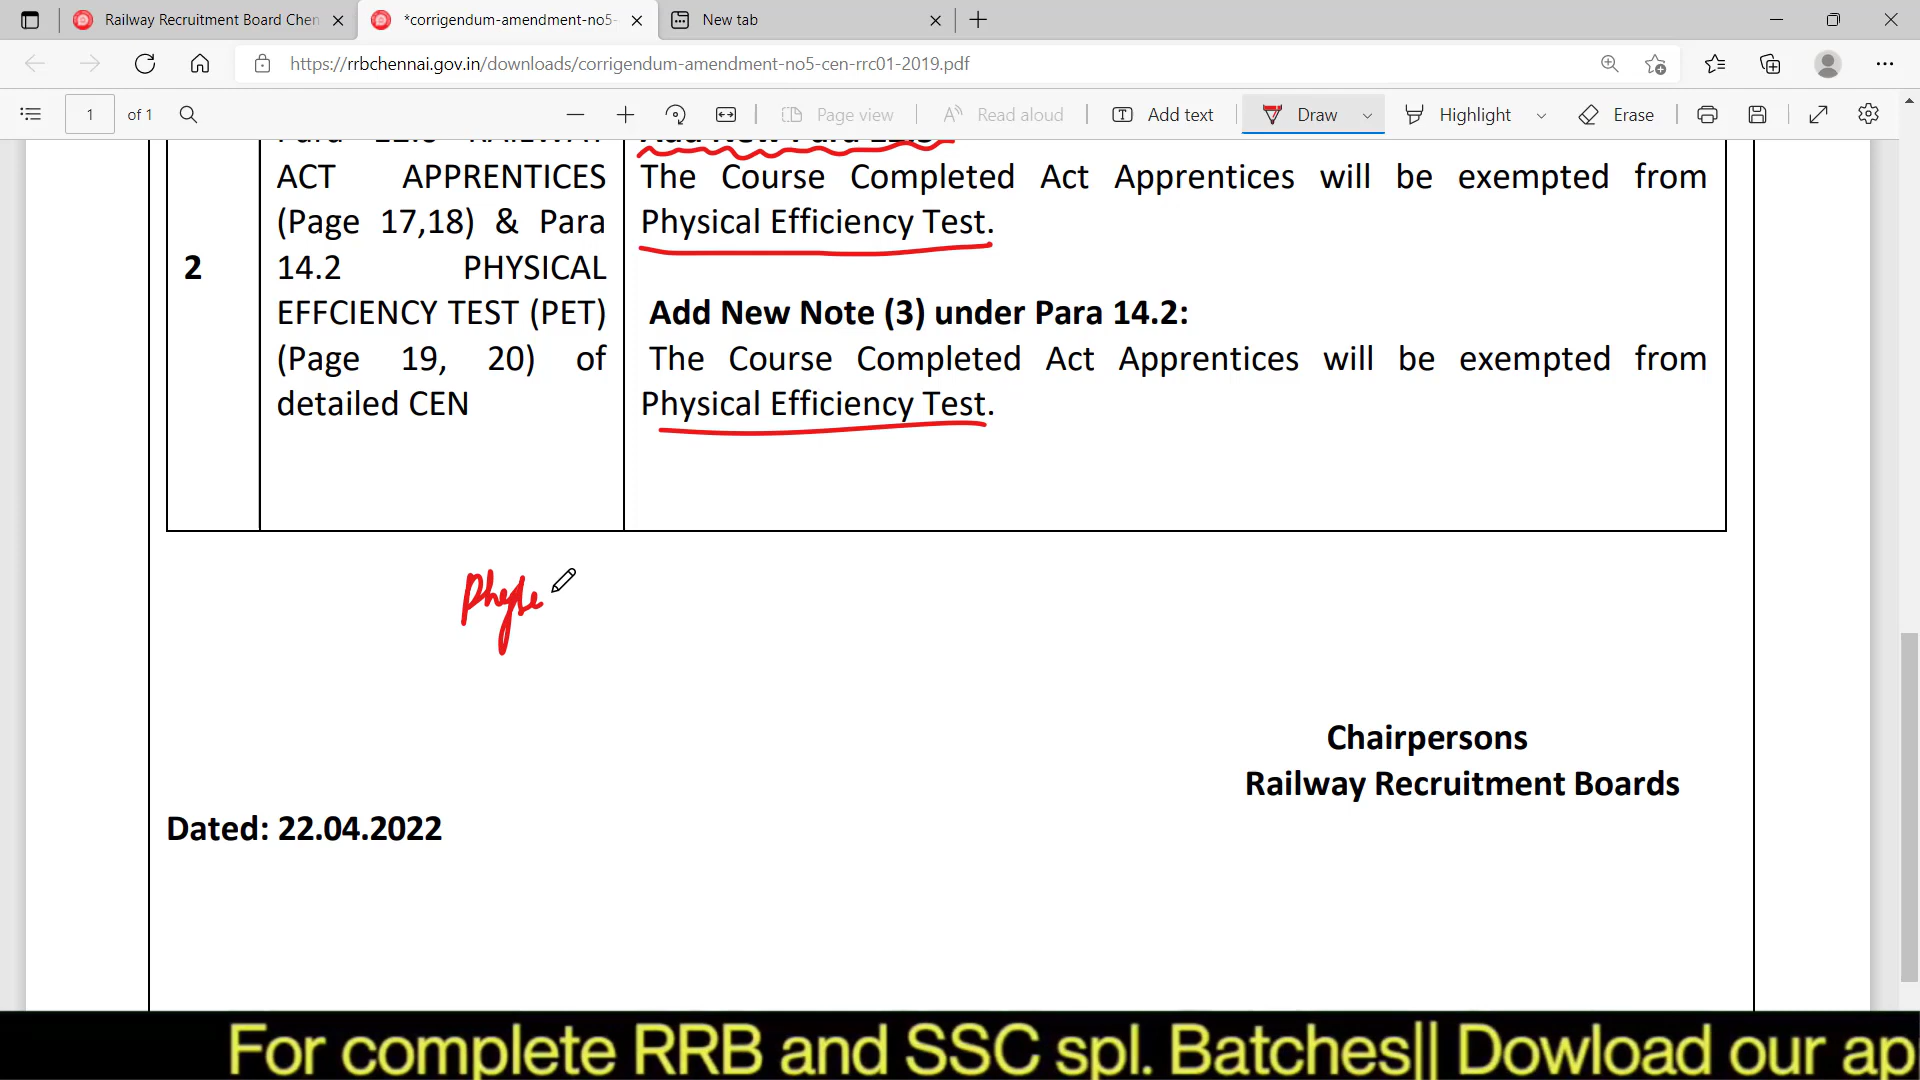 Railway Recruitment Board Chen
*corrigendum-amendment-no5-
New tab
https://rrbchennai.gov.in/downloads/corrigendum-amendment-no5-cen-rrc01-2019.pdf
1 of 1
Page view
Read aloud
Add text
Draw
Highlight
Erase
ACT APPRENTICES
(Page 17,18) & Para
14.2 PHYSICAL
EFFCIENCY TEST (PET)
(Page 19, 20) of
detailed CEN
2
The Course Completed Act Apprentices will be exempted from
Physical Efficiency Test.
Add New Note (3) under Para 14.2:
The Course Completed Act Apprentices will be exempted from
Physical Efficiency Test.
Chairpersons
Railway Recruitment Boards
Dated: 22.04.2022
For complete RRB and SSC spl. Batches|| Dowload our ap